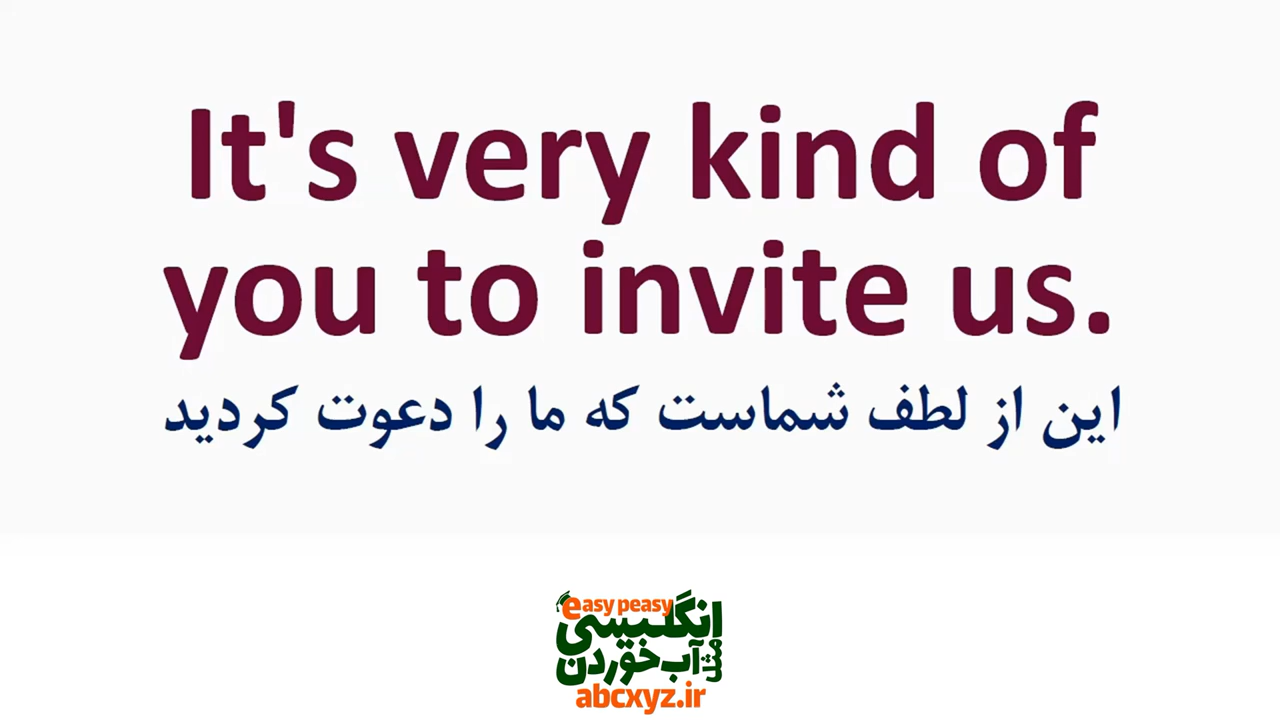 It's very kind of
you to invite us.
این از لطف شماست که ما را دعوت کردید
easy peasy
انگلیسی
مثل
آب خوردن
abcxyz.ir